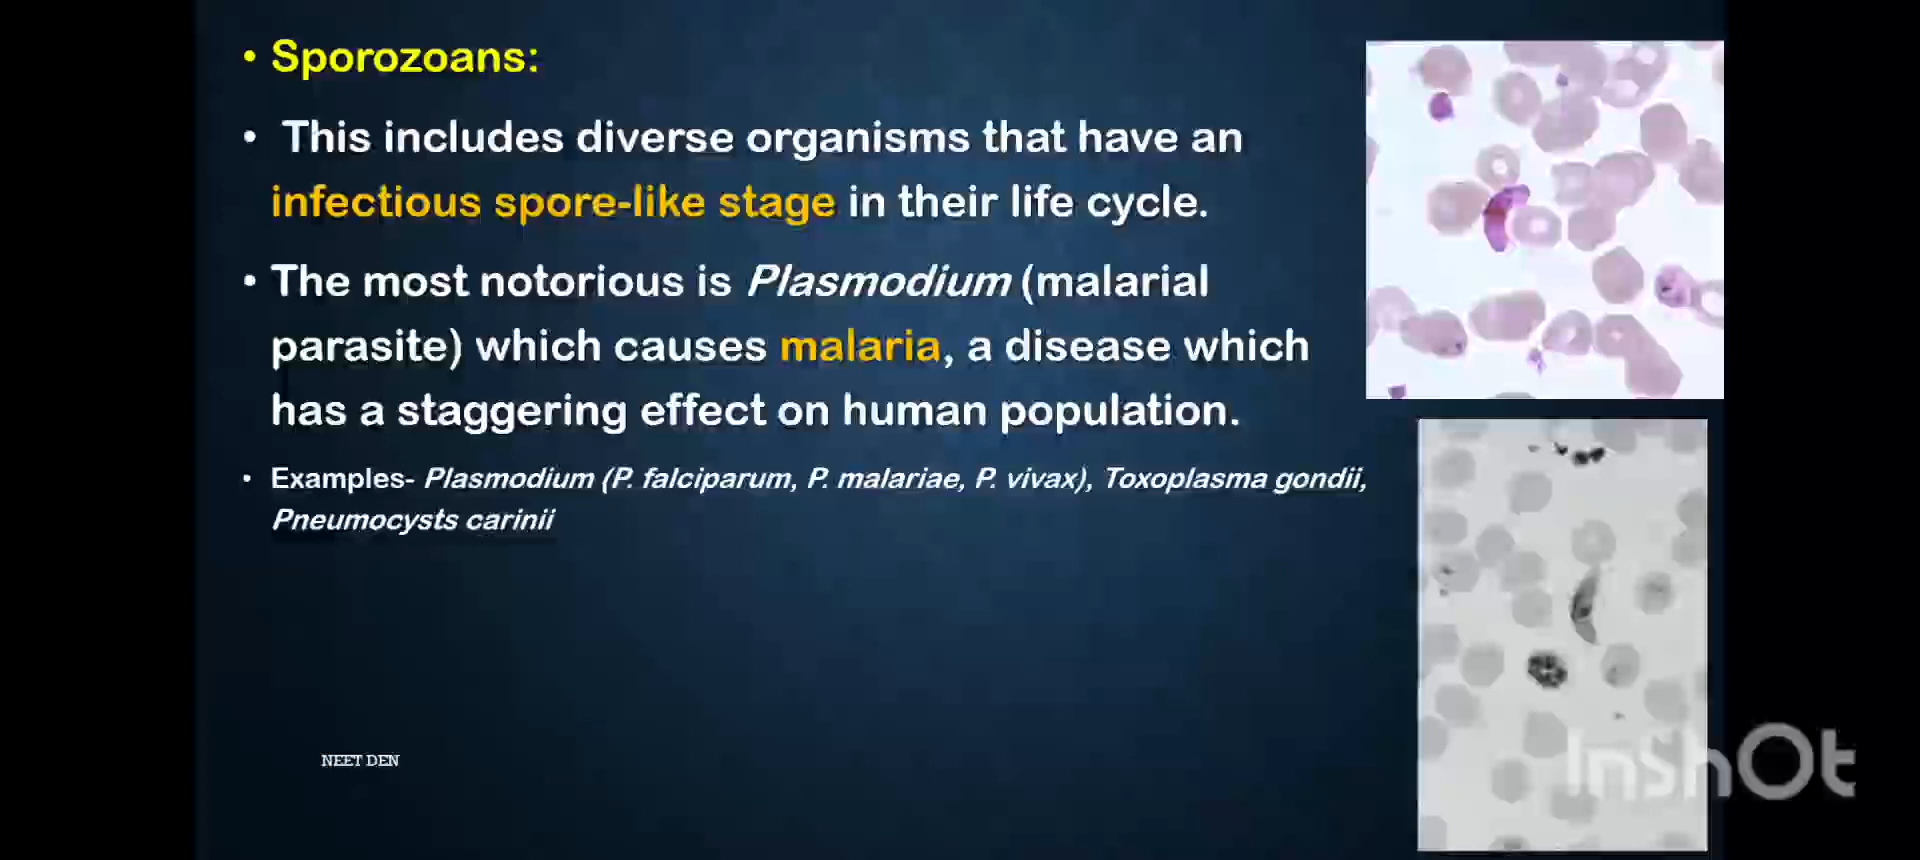 • Sporozoans:
• This includes diverse organisms that have an
infectious spore-like stage in their life cycle.
• The most notorious is Plasmodium (malarial
parasite) which causes malaria, a disease which
has a staggering effect on human population.
• Examples- Plasmodium (P. falciparum, P. malariae, P. vivax), Toxoplasma gondii,
Pneumocysts carinii
NEET DEN
InShOt